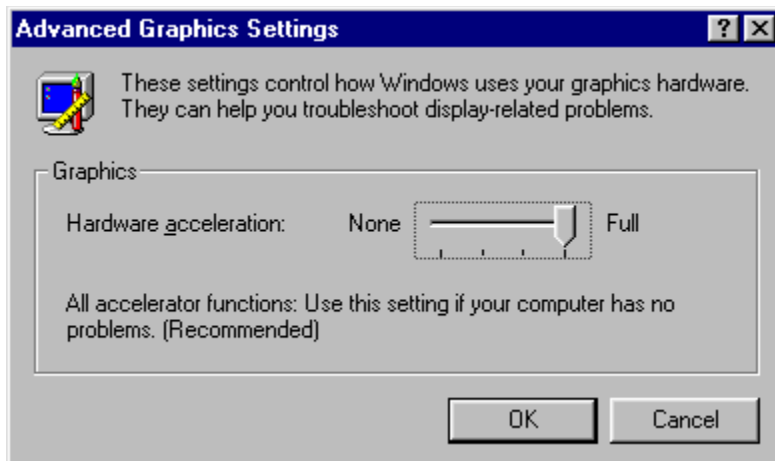 Advanced Graphics Settings
These settings control how Windows uses your graphics hardware.
They can help you troubleshoot display-related problems.
Graphics
Hardware acceleration: None Full
All accelerator functions: Use this setting if your computer has no
problems. (Recommended)
OK Cancel